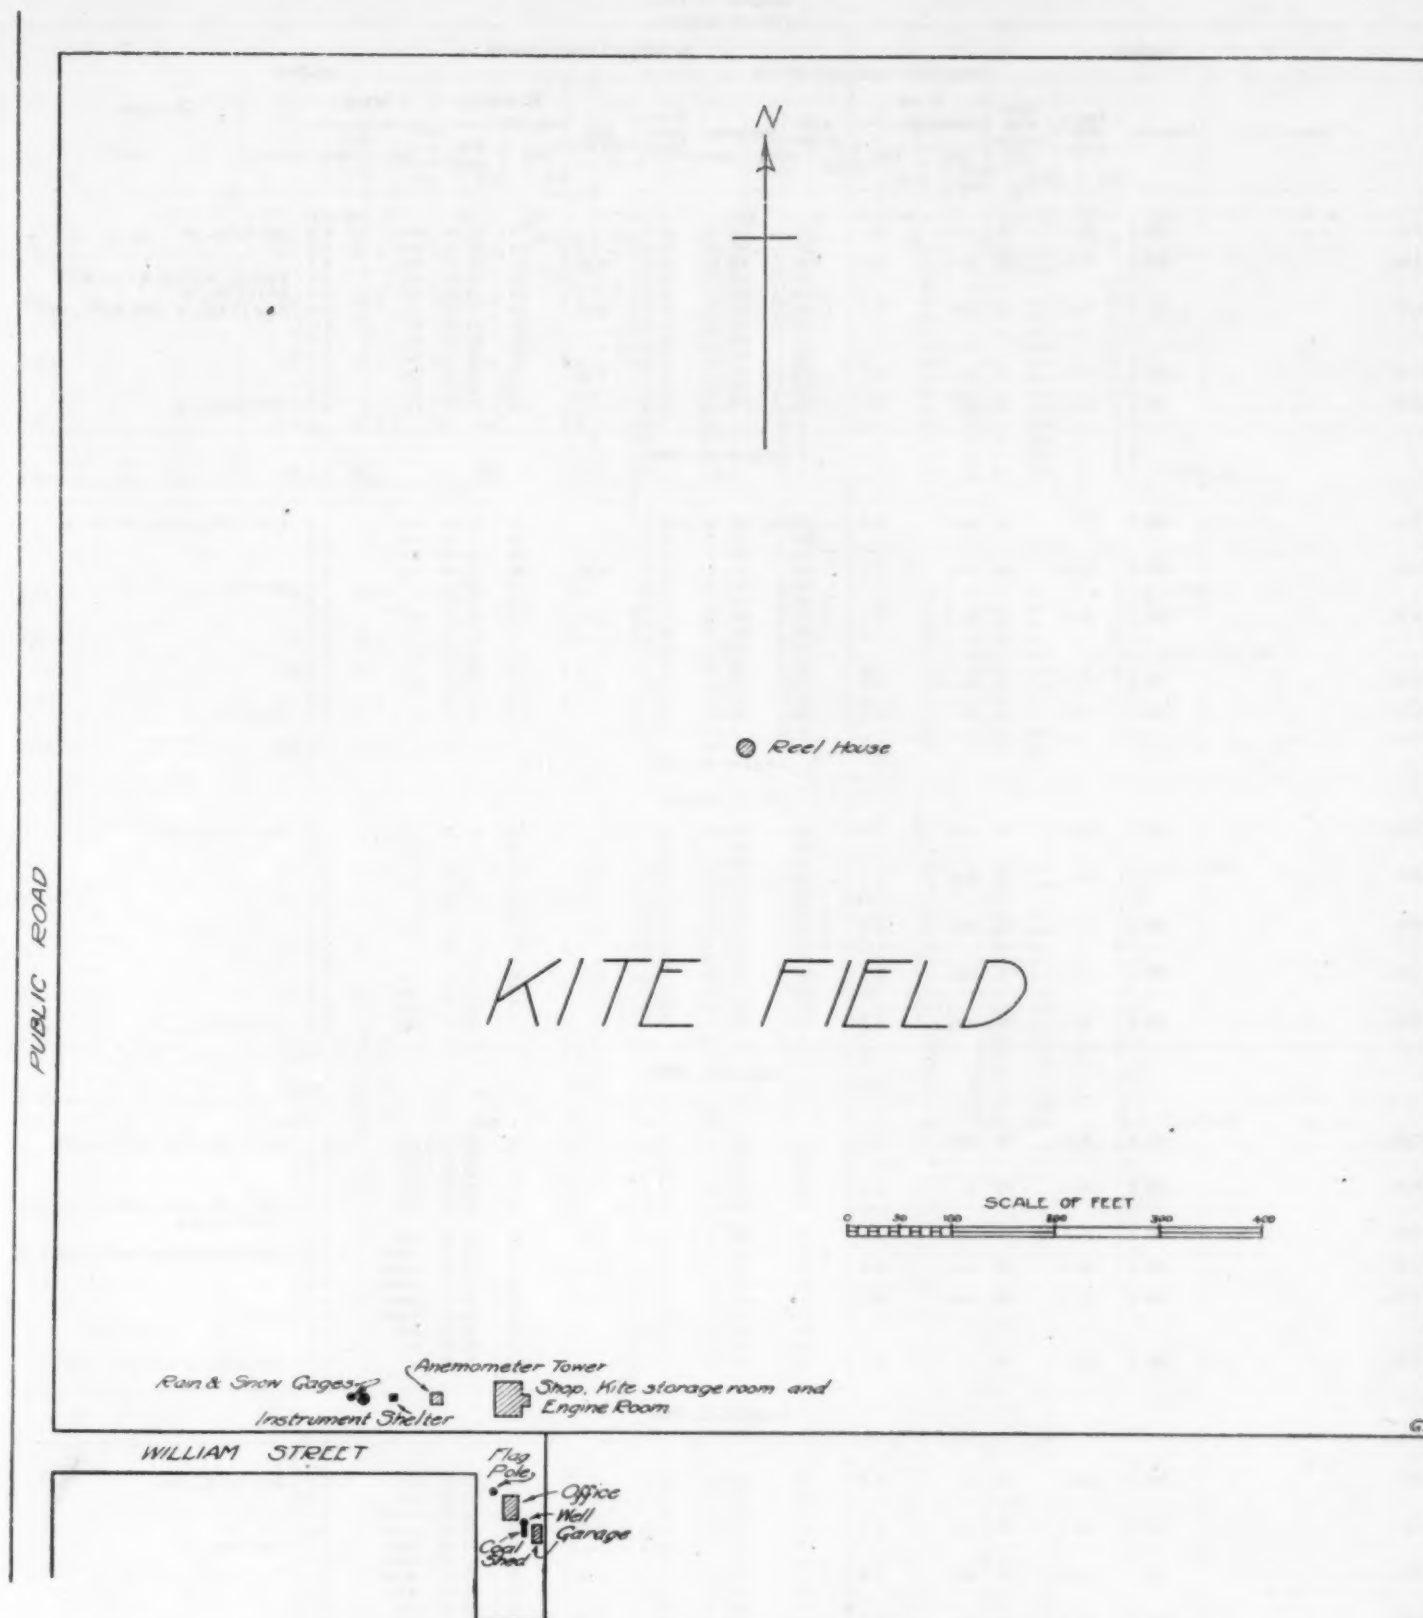 N
Reel House
PUBLIC ROAD
KITE FIELD
SCALE OF FEET
0 50 100 200 300 400
Anemometer Tower
Rain & Snow Gages
Shop, Kite storage room and
Engine Room
Instrument Shelter
G
WILLIAM STREET
Flag
Pole
Office
Well
Garage
Coal
Shed